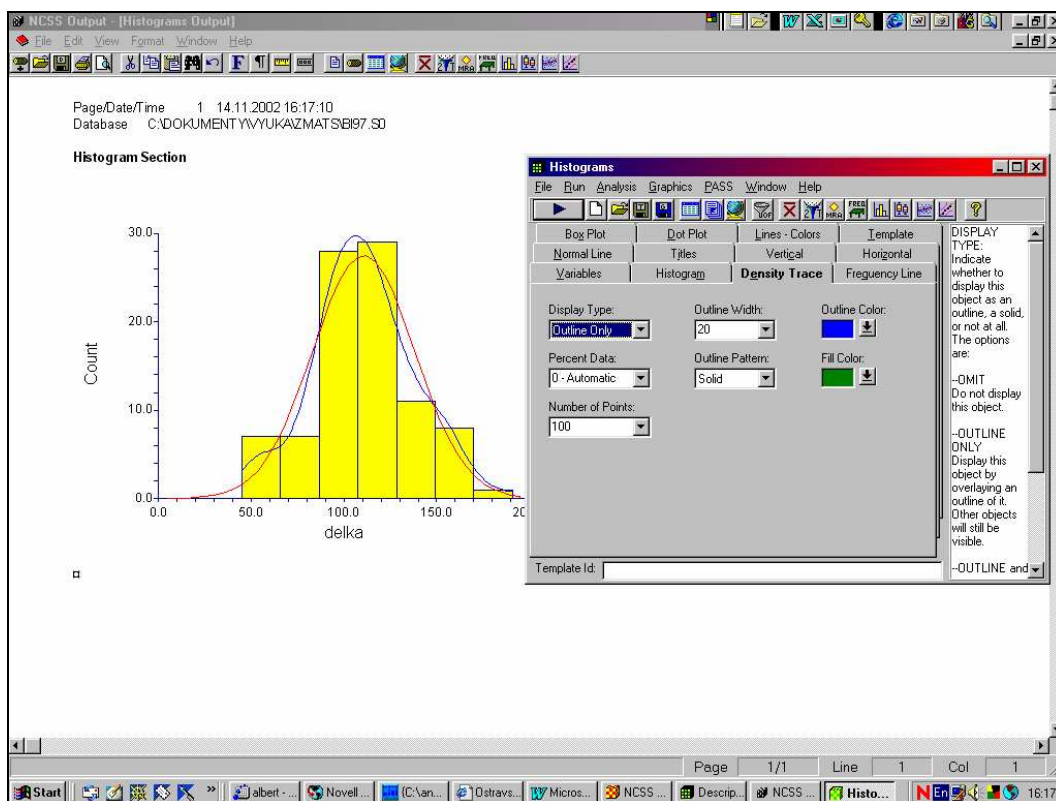 NCSS Output - [Histograms Output]
File Edit View Format Window Help
Page/Date/Time 1 14.11.2002 16:17:10
Database C:\DOKUMENTY\VYUKA\ZMATS\BI97.S0
Histogram Section
30.0
20.0
10.0
0.0
Count
0.0 50.0 100.0 150.0
delka
Histograms
File Run Analysis Graphics PASS Window Help
Box Plot Dot Plot Lines - Colors Template
Normal Line Titles Vertical Horizontal
Variables Histogram Density Trace Frequency Line
Display Type: Outline Width: Outline Color:
Outline Only 20
Percent Data: Outline Pattern: Fill Color:
0 - Automatic Solid
Number of Points:
100
Template Id:
DISPLAY
TYPE:
Indicate
whether to
display this
object as an
outline, a solid,
or not at all.
The options
are:
--OMIT
Do not display
this object.
--OUTLINE
ONLY
Display this
object by
overlaying an
outline of it.
Other objects
will still be
visible.
--OUTLINE and
Page 1/1 Line 1 Col 1
Start » albert - ... Novell ... (C:\an... Ostravs... Micros... NCSS ... Descrip... NCSS ... Histo... N En 16:17